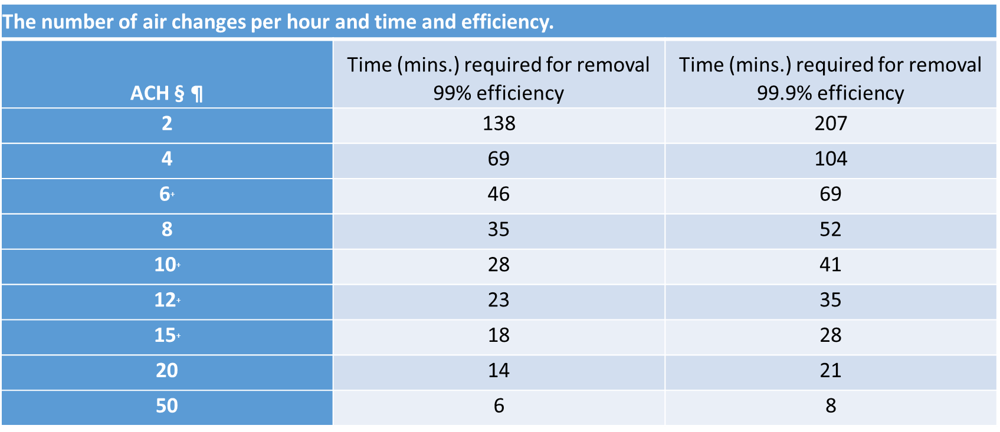 The number of air changes per hour and time and efficiency.
ACH § ¶
Time (mins.) required for removal
99% efficiency
Time (mins.) required for removal
99.9% efficiency
2 138 207
4 69 104
6+ 46 69
8 35 52
10+ 28 41
12+ 23 35
15+ 18 28
20 14 21
50 6 8